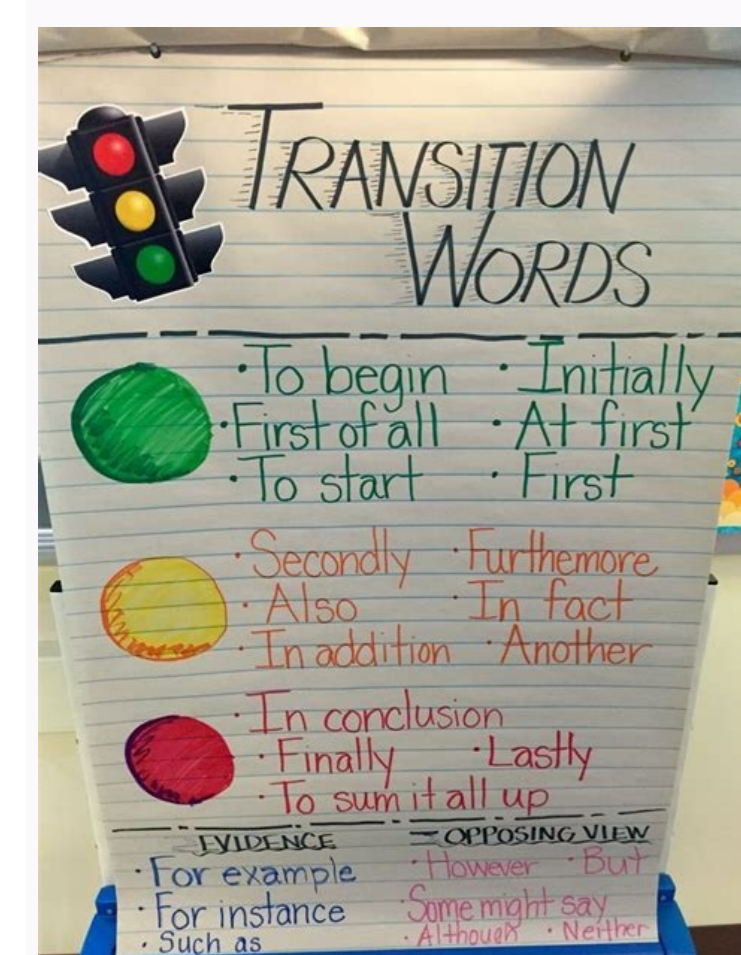 TRANSITION
WORDS
· To begin · Initially
· First of all · At first
· To start · First
· Secondly · Furthemore
· Also · In fact
· In addition · Another
· In conclusion
· Finally · Lastly
· To sum it all up
EVIDENCE
· For example
· For instance
· Such as
OPPOSING VIEW
· However · But
· Some might say
· Although · Neither